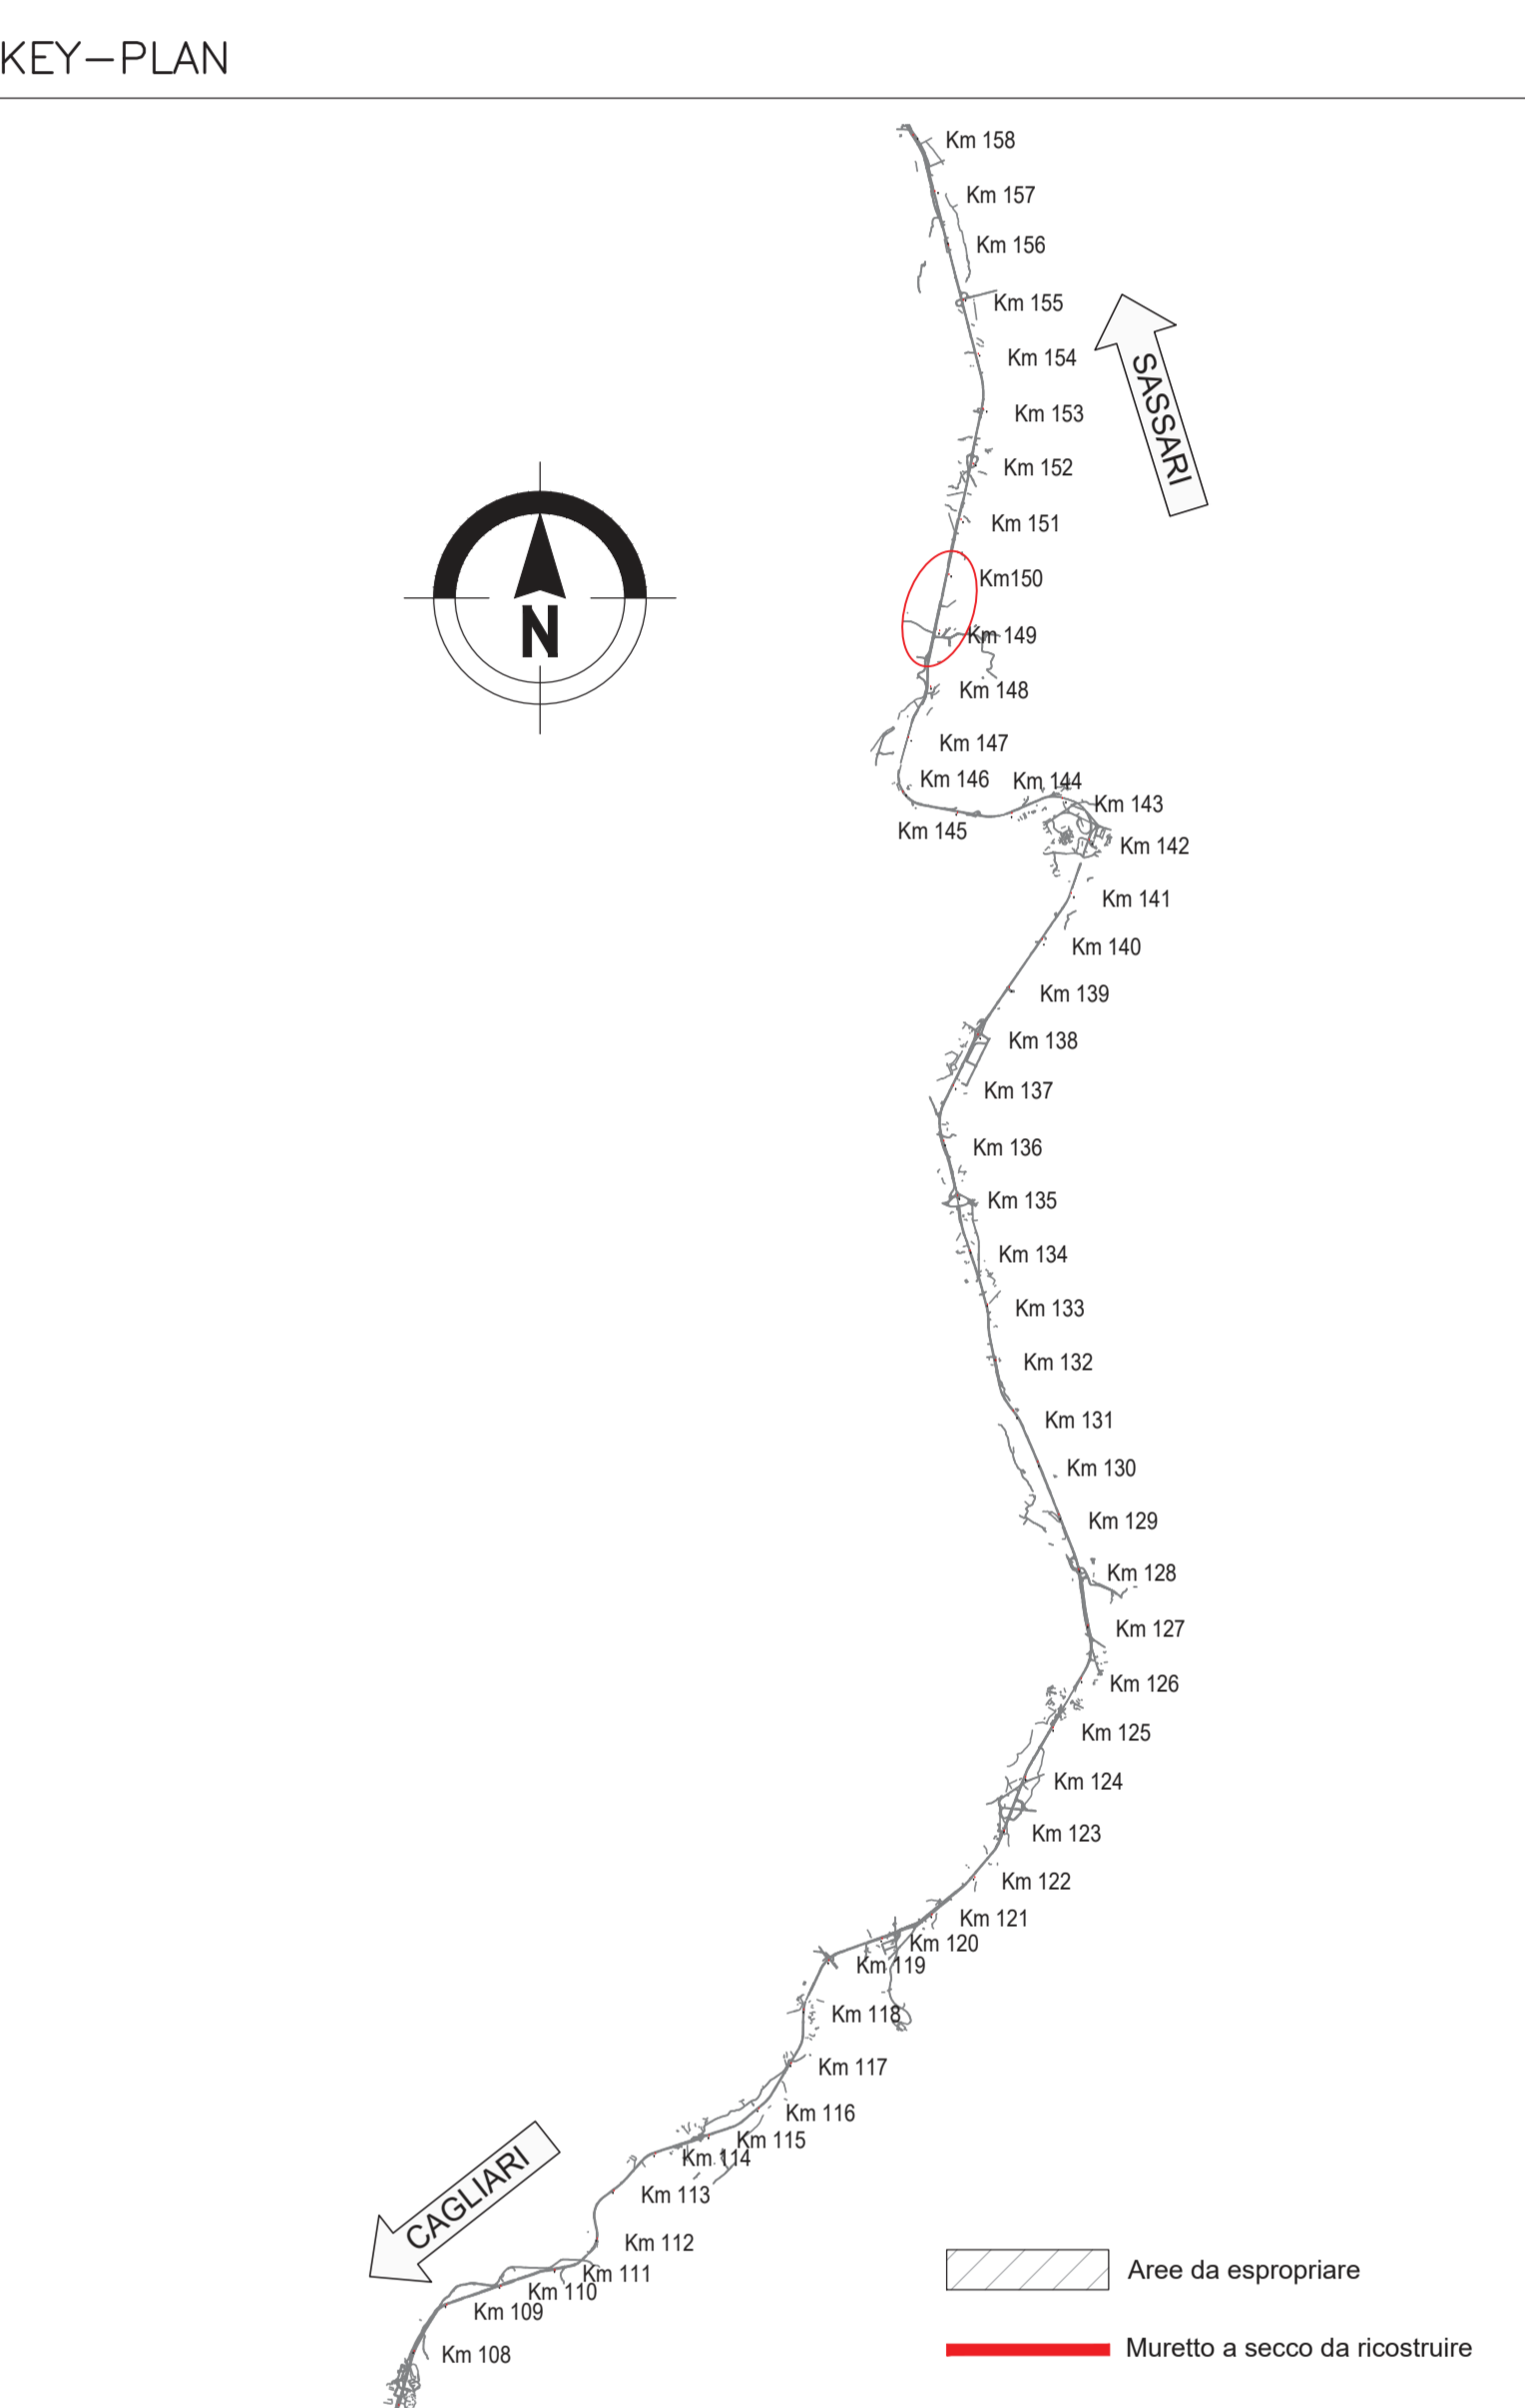 KEY-PLAN
Km 158
Km 157
Km 156
Km 155
Km 154
SASSARI
Km 153
Km 152
Km 151
Km150
N
Km 149
Km 148
Km 147
Km 146
Km 144
Km 143
Km 145
Km 142
Km 141
Km 140
Km 139
Km 138
Km 137
Km 136
Km 135
Km 134
Km 133
Km 132
Km 131
Km 130
Km 129
Km 128
Km 127
Km 126
Km 125
Km 124
Km 123
Km 122
Km 121
Km 120
Km 119
Km 118
Km 117
Km 116
Km 115
Km 114
Km 113
CAGLIARI
Km 112
Km 111
Km 110
Km 109
Km 108
Aree da espropriare
Muretto a secco da ricostruire